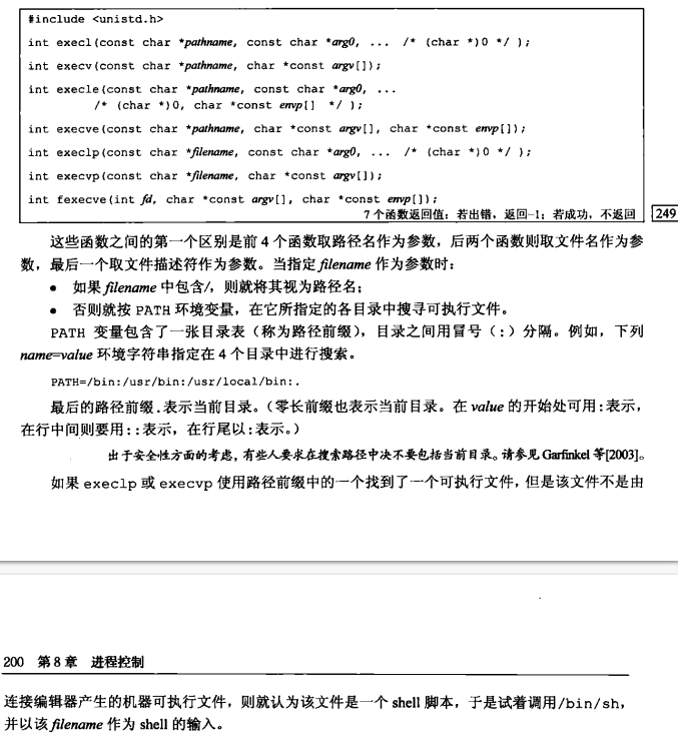 #include <unistd.h>
int execl(const char *pathname, const char *arg0, ... /* (char *)0 */ );
int execv(const char *pathname, char *const argv[]);
int execle(const char *pathname, const char *arg0, ...
/* (char *)0, char *const envp[] */ );
int execve(const char *pathname, char *const argv[], char *const envp[]);
int execlp(const char *filename, const char *arg0, ... /* (char *)0 */ );
int execvp(const char *filename, char *const argv[]);
int fexecve(int fd, char *const argv[], char *const envp[]);
7个函数返回值：若出错，返回-1；若成功，不返回
249
这些函数之间的第一个区别是前4个函数取路径名作为参数，后两个函数则取文件名作为参
数，最后一个取文件描述符作为参数。当指定filename作为参数时：
• 如果filename中包含/，则就将其视为路径名；
• 否则就按PATH环境变量，在它所指定的各目录中搜寻可执行文件。
PATH变量包含了一张目录表（称为路径前缀），目录之间用冒号（:）分隔。例如，下列
name=value环境字符串指定在4个目录中进行搜索。
PATH=/bin:/usr/bin:/usr/local/bin:.
最后的路径前缀.表示当前目录。（零长前缀也表示当前目录。在value的开始处可用:表示，
在行中间则要用::表示，在行尾以:表示。）
出于安全性方面的考虑，有些人要求在搜索路径中决不要包括当前目录。请参见Garfinkel等[2003]。
如果execlp或execvp使用路径前缀中的一个找到了一个可执行文件，但是该文件不是由
200 第8章 进程控制
连接编辑器产生的机器可执行文件，则就认为该文件是一个shell脚本，于是试着调用/bin/sh，
并以该filename作为shell的输入。